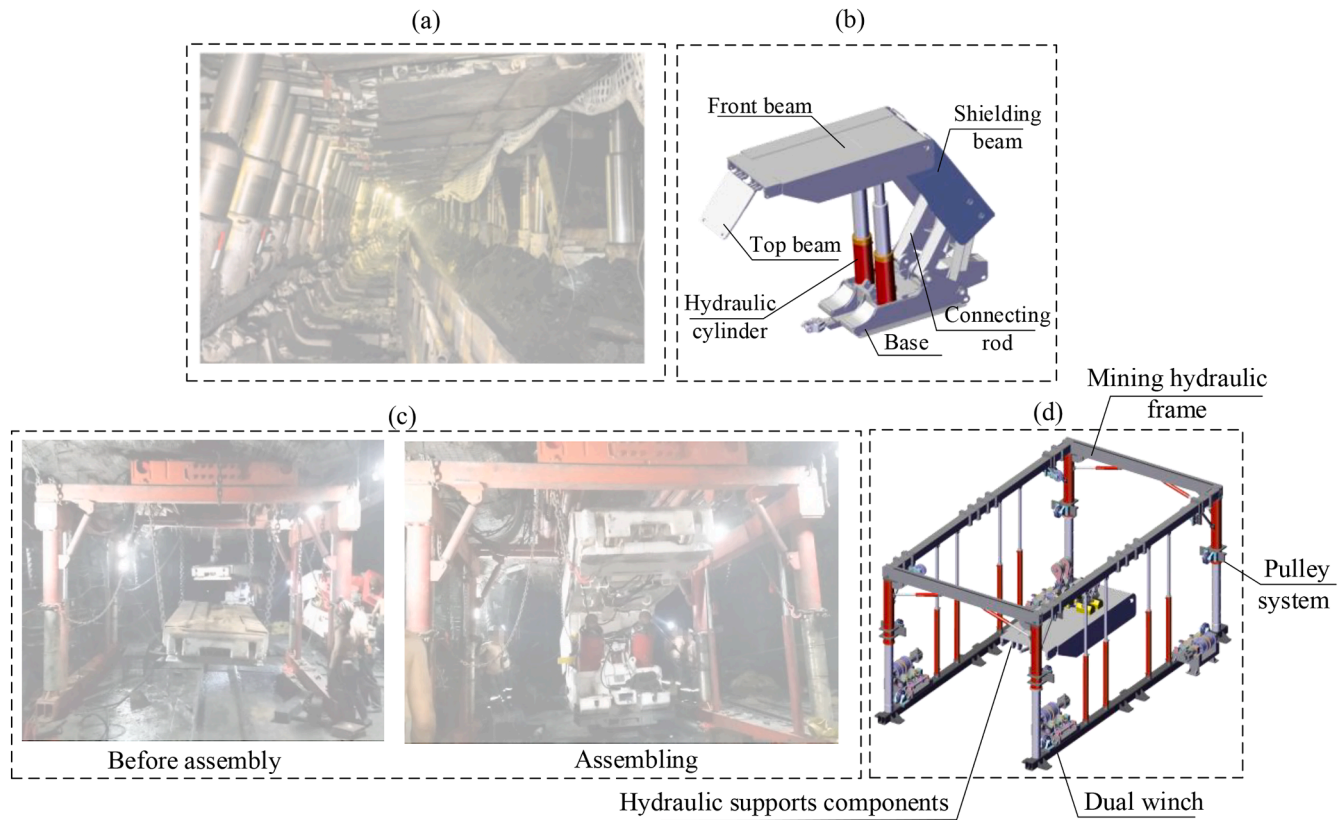 (a)
(b)
Front beam
Shielding
beam
Top beam
Hydraulic
cylinder
Connecting
rod
Base
(c)
(d)
Mining hydraulic
frame
Pulley
system
Before assembly
Assembling
Hydraulic supports components
Dual winch